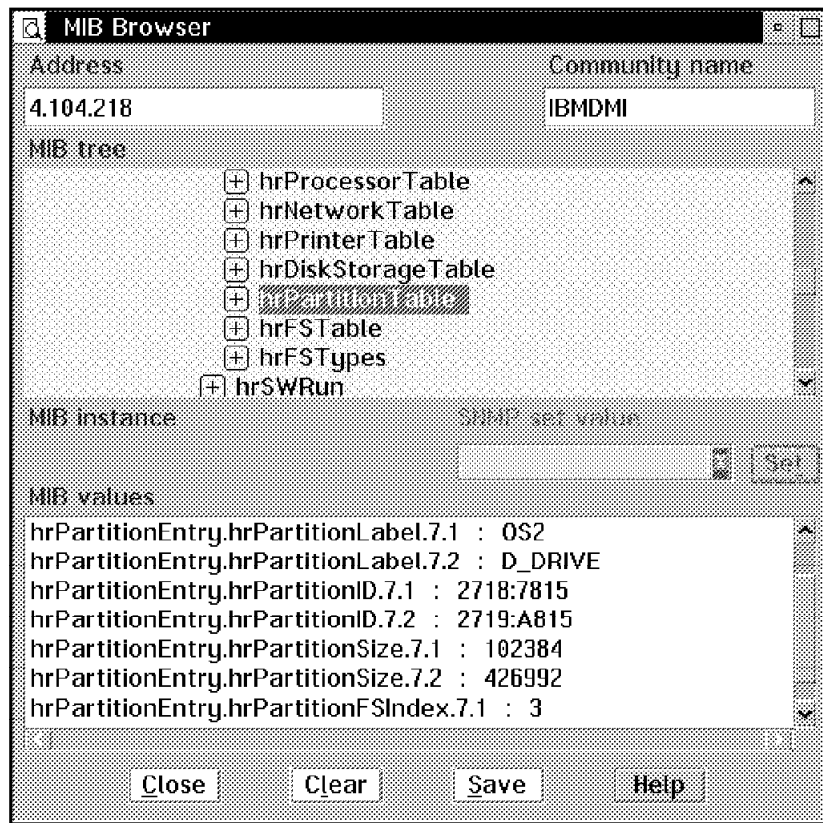 MIB Browser
Address Community name
4.104.218 IBMDMI
MIB tree
hrProcessorTable
hrNetworkTable
hrPrinterTable
hrDiskStorageTable
hrPartitionTable
hrFSTable
hrFSTypes
hrSWRun
MIB instance SNMP set value
Set
MIB values
hrPartitionEntry.hrPartitionLabel.7.1 : OS2
hrPartitionEntry.hrPartitionLabel.7.2 : D_DRIVE
hrPartitionEntry.hrPartitionID.7.1 : 2718:7815
hrPartitionEntry.hrPartitionID.7.2 : 2719:A815
hrPartitionEntry.hrPartitionSize.7.1 : 102384
hrPartitionEntry.hrPartitionSize.7.2 : 426992
hrPartitionEntry.hrPartitionFSIndex.7.1 : 3
Close Clear Save Help